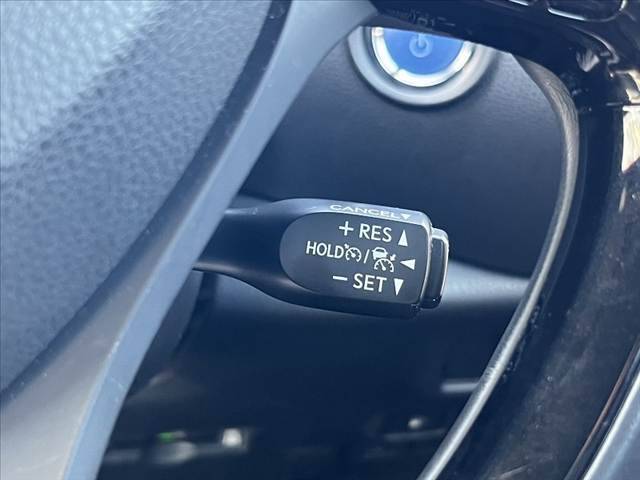 CANCEL▼
+ RES ▲
HOLD / ◄
− SET ▼